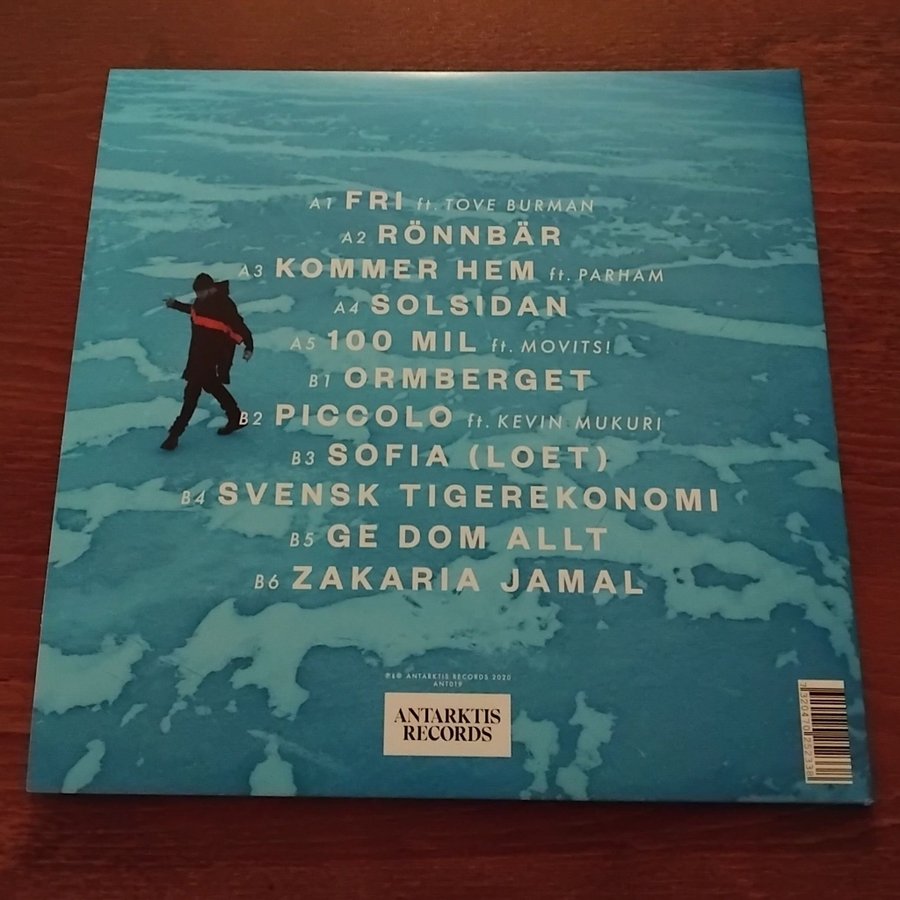 A1 FRI ft. TOVE BURMAN
A2 RÖNNBÄR
A3 KOMMER HEM ft. PARHAM
A4 SOLSIDAN
A5 100 MIL ft. MOVITS!
B1 ORMBERGET
B2 PICCOLO ft. KEVIN MUKURI
B3 SOFIA (LOET)
B4 SVENSK TIGEREKONOMI
B5 GE DOM ALLT
B6 ZAKARIA JAMAL
℗&© ANTARKTIS RECORDS 2020
ANT019
ANTARKTIS
RECORDS
7320470252338